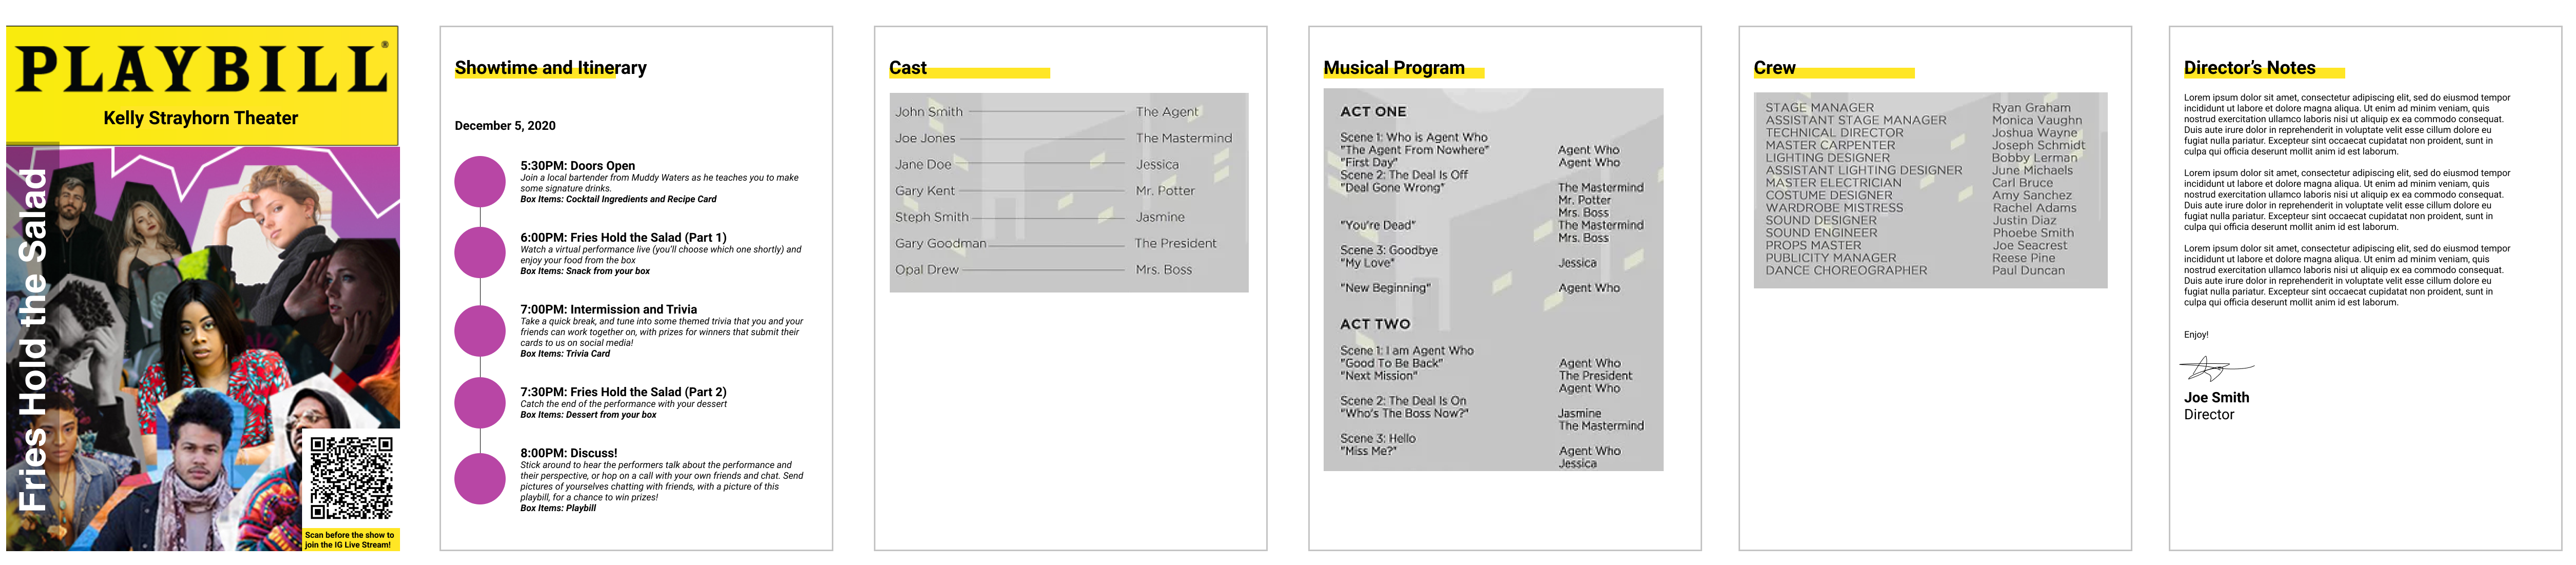 PLAYBILL®
Kelly Strayhorn Theater
Fries Hold the Salad
Scan before the show to
join the IG Live Stream!
Showtime and Itinerary
December 5, 2020
5:30PM: Doors Open
Join a local bartender from Muddy Waters as he teaches you to make
some signature drinks.
Box Items: Cocktail Ingredients and Recipe Card
6:00PM: Fries Hold the Salad (Part 1)
Watch a virtual performance live (you'll choose which one shortly) and
enjoy your food from the box
Box Items: Snack from your box
7:00PM: Intermission and Trivia
Take a quick break, and tune into some themed trivia that you and your
friends can work together on, with prizes for winners that submit their
cards to us on social media!
Box Items: Trivia Card
7:30PM: Fries Hold the Salad (Part 2)
Catch the end of the performance with your dessert
Box Items: Dessert from your box
8:00PM: Discuss!
Stick around to hear the performers talk about the performance and
their perspective, or hop on a call with your own friends and chat. Send
pictures of yourselves chatting with friends, with a picture of this
playbill, for a chance to win prizes!
Box Items: Playbill
Cast
John Smith The Agent
Joe Jones The Mastermind
Jane Doe Jessica
Gary Kent Mr. Potter
Steph Smith Jasmine
Gary Goodman The President
Opal Drew Mrs. Boss
Musical Program
ACT ONE
Scene 1: Who is Agent Who
"The Agent From Nowhere" Agent Who
"First Day" Agent Who
Scene 2: The Deal Is Off
"Deal Gone Wrong" The Mastermind
Mr. Potter
Mrs. Boss
"You're Dead" The Mastermind
Mrs. Boss
Scene 3: Goodbye
"My Love" Jessica
"New Beginning" Agent Who
ACT TWO
Scene 1: I am Agent Who
"Good To Be Back" Agent Who
"Next Mission" The President
Agent Who
Scene 2: The Deal Is On
"Who's The Boss Now?" Jasmine
The Mastermind
Scene 3: Hello
"Miss Me?" Agent Who
Jessica
Crew
STAGE MANAGER Ryan Graham
ASSISTANT STAGE MANAGER Monica Vaughn
TECHNICAL DIRECTOR Joshua Wayne
MASTER CARPENTER Joseph Schmidt
LIGHTING DESIGNER Bobby Lerman
ASSISTANT LIGHTING DESIGNER June Michaels
MASTER ELECTRICIAN Carl Bruce
COSTUME DESIGNER Amy Sanchez
WARDROBE MISTRESS Rachel Adams
SOUND DESIGNER Justin Diaz
SOUND ENGINEER Phoebe Smith
PROPS MASTER Joe Seacrest
PUBLICITY MANAGER Reese Pine
DANCE CHOREOGRAPHER Paul Duncan
Director's Notes
Lorem ipsum dolor sit amet, consectetur adipiscing elit, sed do eiusmod tempor
incididunt ut labore et dolore magna aliqua. Ut enim ad minim veniam, quis
nostrud exercitation ullamco laboris nisi ut aliquip ex ea commodo consequat.
Duis aute irure dolor in reprehenderit in voluptate velit esse cillum dolore eu
fugiat nulla pariatur. Excepteur sint occaecat cupidatat non proident, sunt in
culpa qui officia deserunt mollit anim id est laborum.
Lorem ipsum dolor sit amet, consectetur adipiscing elit, sed do eiusmod tempor
incididunt ut labore et dolore magna aliqua. Ut enim ad minim veniam, quis
nostrud exercitation ullamco laboris nisi ut aliquip ex ea commodo consequat.
Duis aute irure dolor in reprehenderit in voluptate velit esse cillum dolore eu
fugiat nulla pariatur. Excepteur sint occaecat cupidatat non proident, sunt in
culpa qui officia deserunt mollit anim id est laborum.
Lorem ipsum dolor sit amet, consectetur adipiscing elit, sed do eiusmod tempor
incididunt ut labore et dolore magna aliqua. Ut enim ad minim veniam, quis
nostrud exercitation ullamco laboris nisi ut aliquip ex ea commodo consequat.
Duis aute irure dolor in reprehenderit in voluptate velit esse cillum dolore eu
fugiat nulla pariatur. Excepteur sint occaecat cupidatat non proident, sunt in
culpa qui officia deserunt mollit anim id est laborum.
Enjoy!
Joe Smith
Director